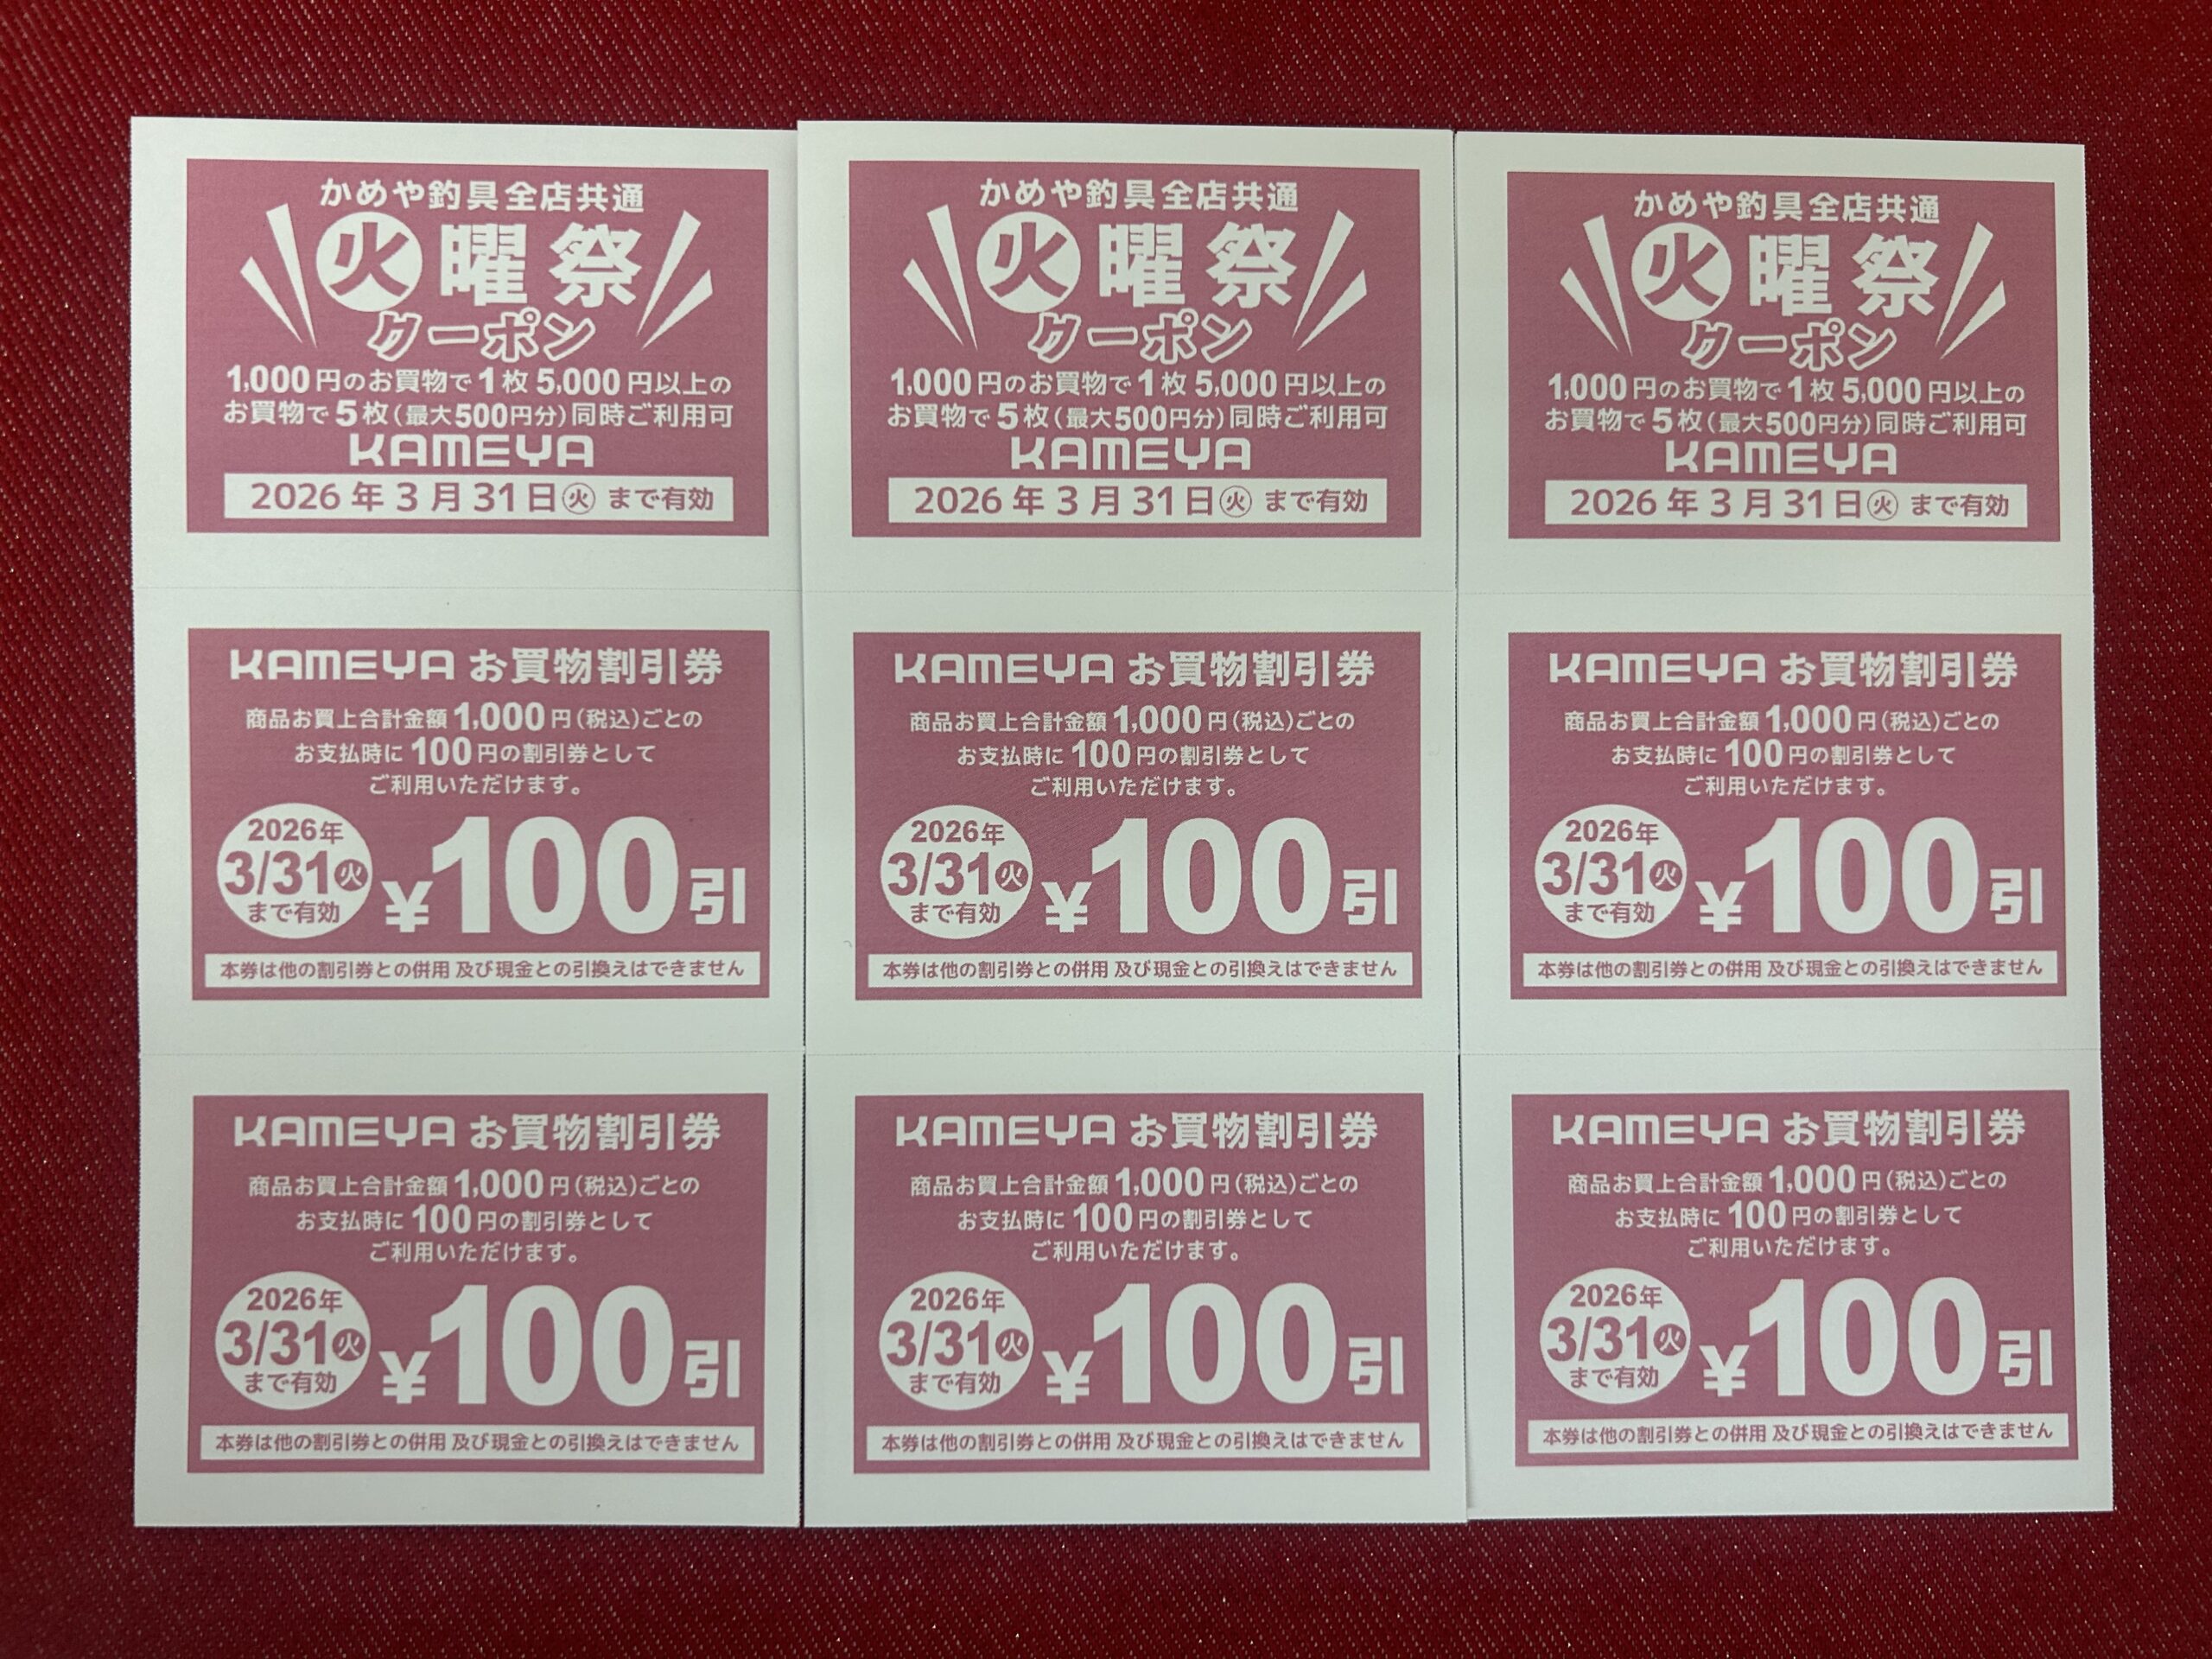 かめや釣具全店共通
火曜祭
クーポン
1,000円のお買物で1枚 5,000円以上の
お買物で5枚(最大500円分)同時ご利用可
KAMEYA
2026年3月31日㊋まで有効
かめや釣具全店共通
火曜祭
クーポン
1,000円のお買物で1枚 5,000円以上の
お買物で5枚(最大500円分)同時ご利用可
KAMEYA
2026年3月31日㊋まで有効
かめや釣具全店共通
火曜祭
クーポン
1,000円のお買物で1枚 5,000円以上の
お買物で5枚(最大500円分)同時ご利用可
KAMEYA
2026年3月31日㊋まで有効
KAMEYA お買物割引券
商品お買上合計金額1,000円(税込)ごとの
お支払時に100円の割引券として
ご利用いただけます。
2026年
3/31㊋
まで有効
¥100引
本券は他の割引券との併用 及び現金との引換えはできません
KAMEYA お買物割引券
商品お買上合計金額1,000円(税込)ごとの
お支払時に100円の割引券として
ご利用いただけます。
2026年
3/31㊋
まで有効
¥100引
本券は他の割引券との併用 及び現金との引換えはできません
KAMEYA お買物割引券
商品お買上合計金額1,000円(税込)ごとの
お支払時に100円の割引券として
ご利用いただけます。
2026年
3/31㊋
まで有効
¥100引
本券は他の割引券との併用 及び現金との引換えはできません
KAMEYA お買物割引券
商品お買上合計金額1,000円(税込)ごとの
お支払時に100円の割引券として
ご利用いただけます。
2026年
3/31㊋
まで有効
¥100引
本券は他の割引券との併用 及び現金との引換えはできません
KAMEYA お買物割引券
商品お買上合計金額1,000円(税込)ごとの
お支払時に100円の割引券として
ご利用いただけます。
2026年
3/31㊋
まで有効
¥100引
本券は他の割引券との併用 及び現金との引換えはできません
KAMEYA お買物割引券
商品お買上合計金額1,000円(税込)ごとの
お支払時に100円の割引券として
ご利用いただけます。
2026年
3/31㊋
まで有効
¥100引
本券は他の割引券との併用 及び現金との引換えはできません